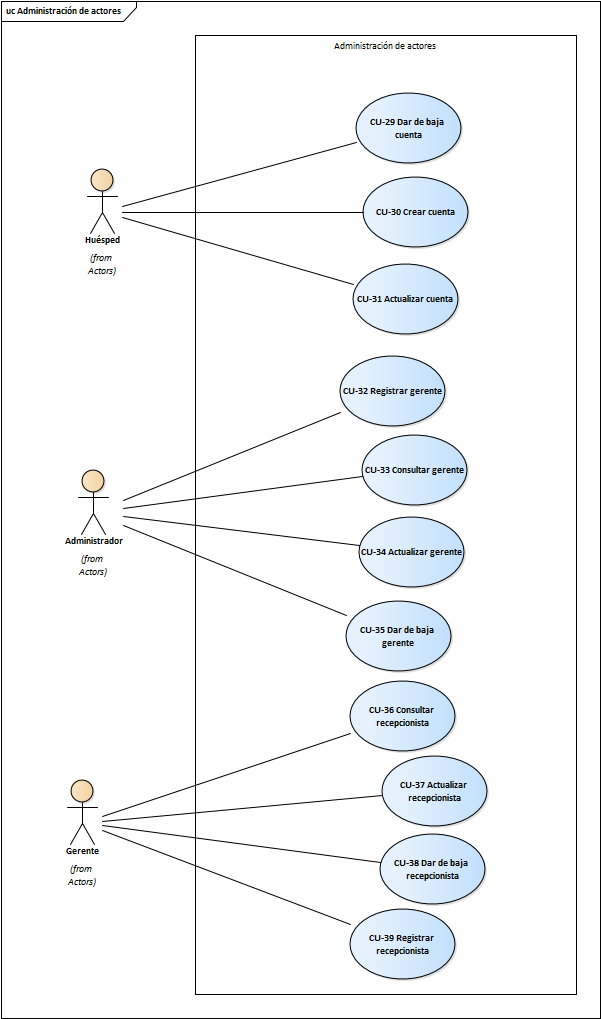 uc Administración de actores
Administración de actores
CU-29 Dar de baja
cuenta
CU-30 Crear cuenta
Huésped
(from
Actors)
CU-31 Actualizar cuenta
CU-32 Registrar gerente
CU-33 Consultar gerente
Administrador
(from
Actors)
CU-34 Actualizar gerente
CU-35 Dar de baja
gerente
CU-36 Consultar
recepcionista
CU-37 Actualizar
recepcionista
Gerente
(from
Actors)
CU-38 Dar de baja
recepcionista
CU-39 Registrar
recepcionista